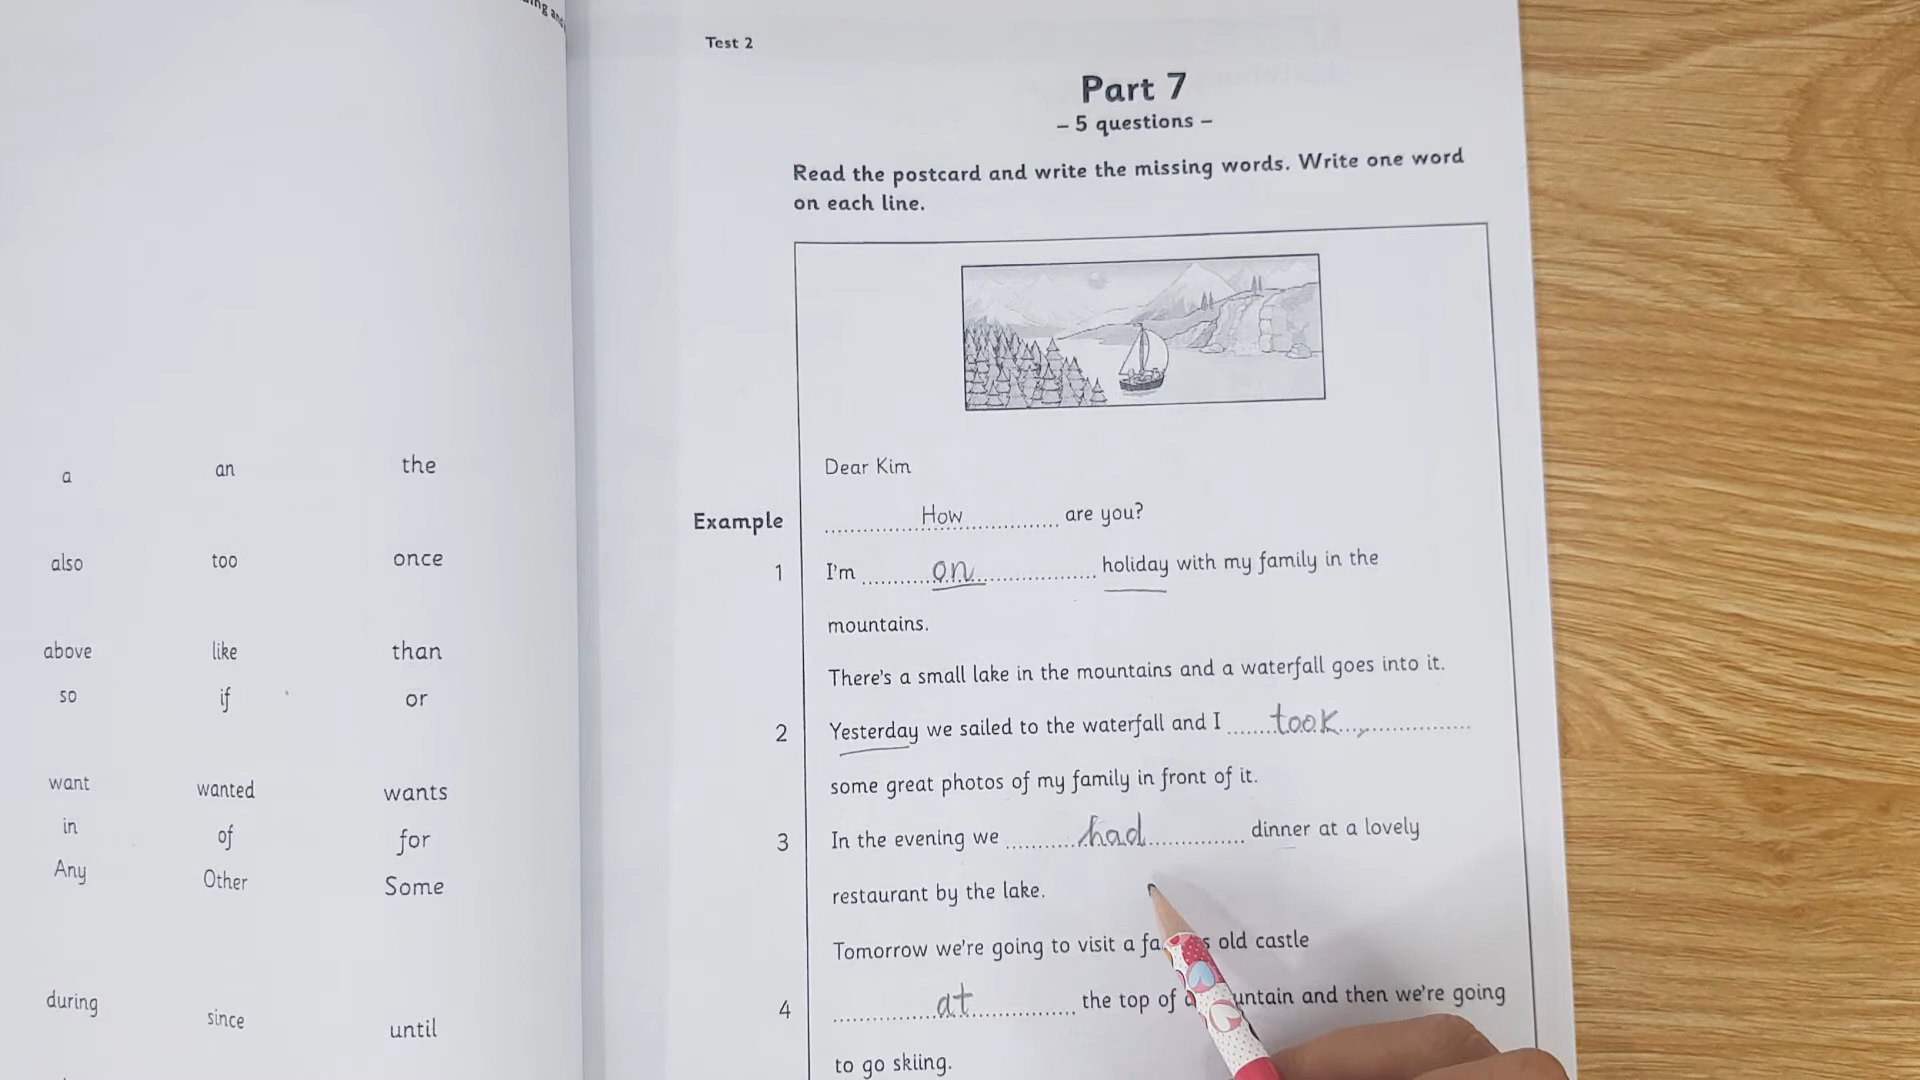 a an the
also too once
above like than
so if or
want wanted wants
in of for
Any Other Some
during since until
Test 2
Part 7
– 5 questions –
Read the postcard and write the missing words. Write one word
on each line.
Dear Kim
Example How are you?
1 I'm on holiday with my family in the
mountains.
There's a small lake in the mountains and a waterfall goes into it.
2 Yesterday we sailed to the waterfall and I took
some great photos of my family in front of it.
3 In the evening we had dinner at a lovely
restaurant by the lake.
Tomorrow we're going to visit a old castle
4 at the top of and then we're going
to go skiing.